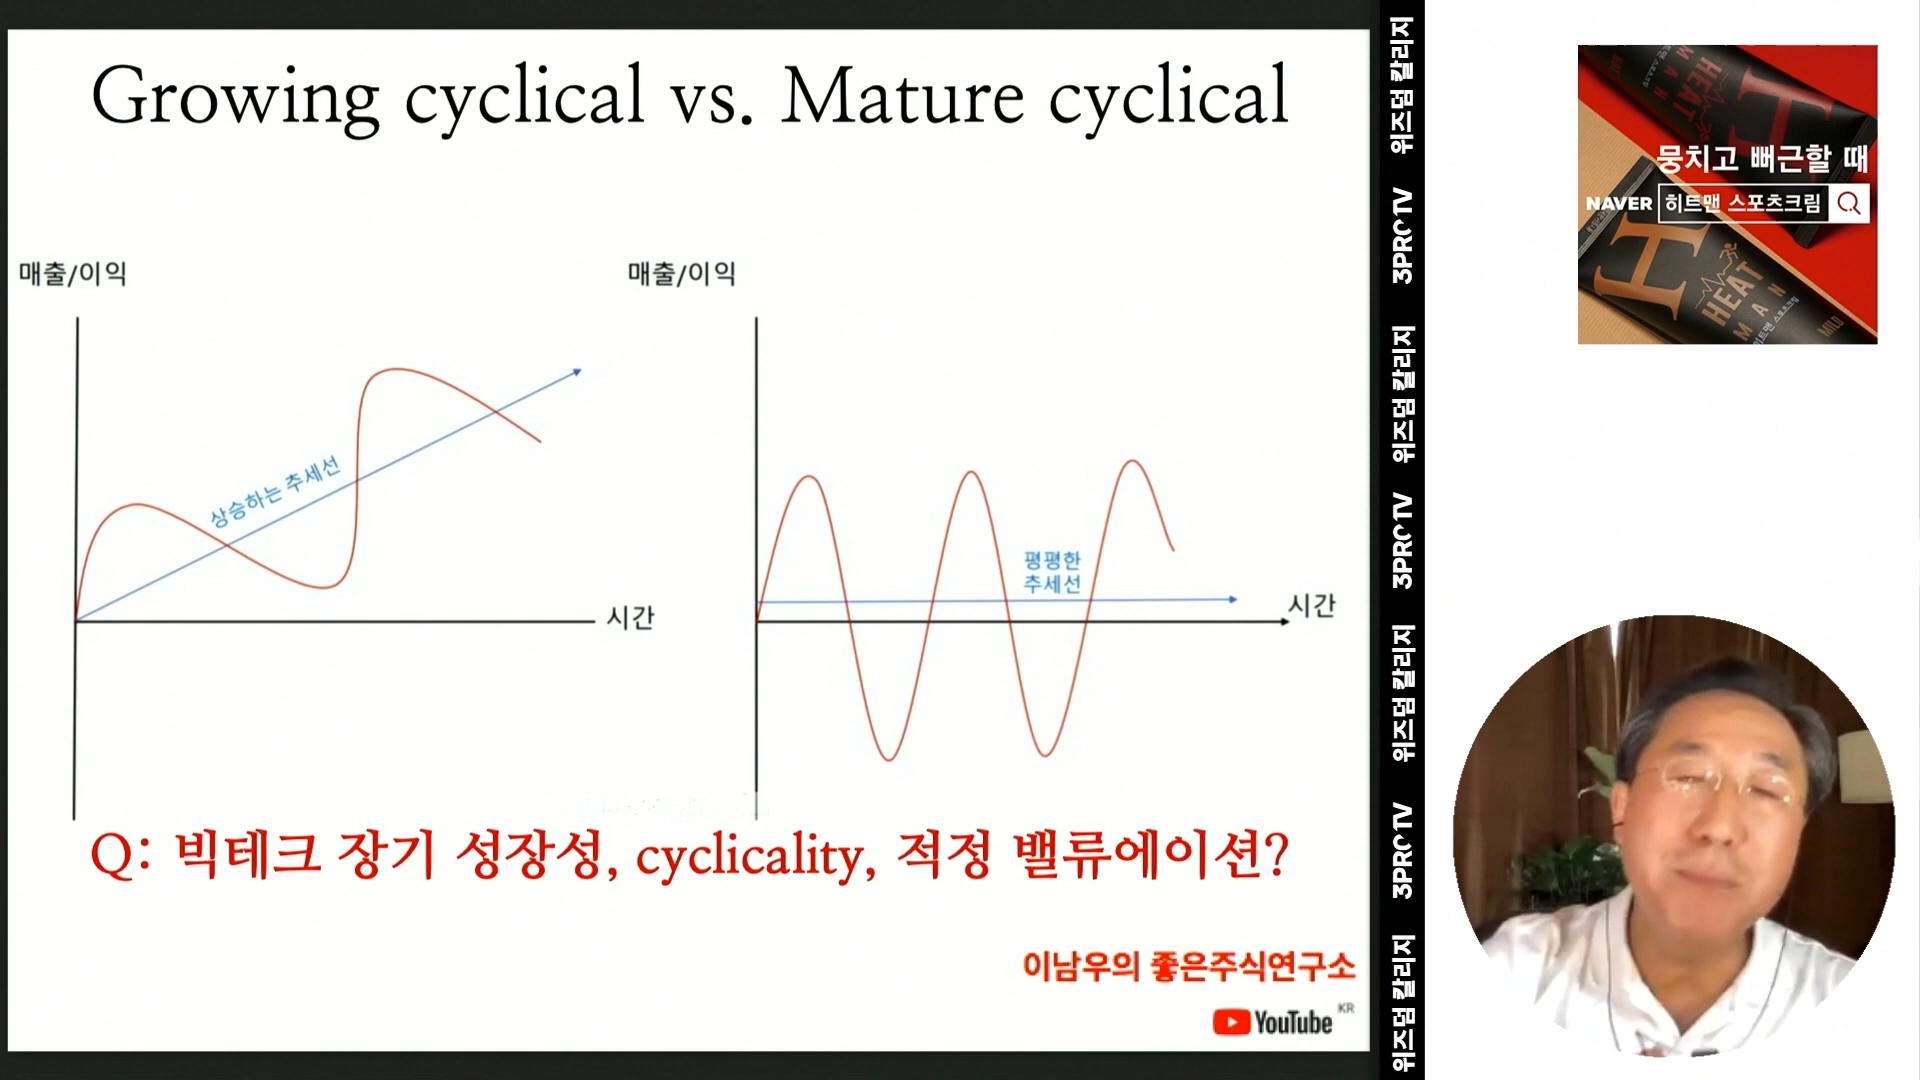 Growing cyclical vs. Mature cyclical
매출/이익
상승하는 추세선
시간
매출/이익
평평한
추세선
시간
Q: 빅테크 장기 성장성, cyclicality, 적정 밸류에이션?
이남우의 좋은주식연구소
YouTube KR
위즈덤 칼리지
3PROTV
위즈덤 칼리지
3PROTV
위즈덤 칼리지
3PROTV
위즈덤 칼리지
뭉치고 뻐근할 때
NAVER 히트맨 스포츠크림
H
HEAT
MAN
MILD